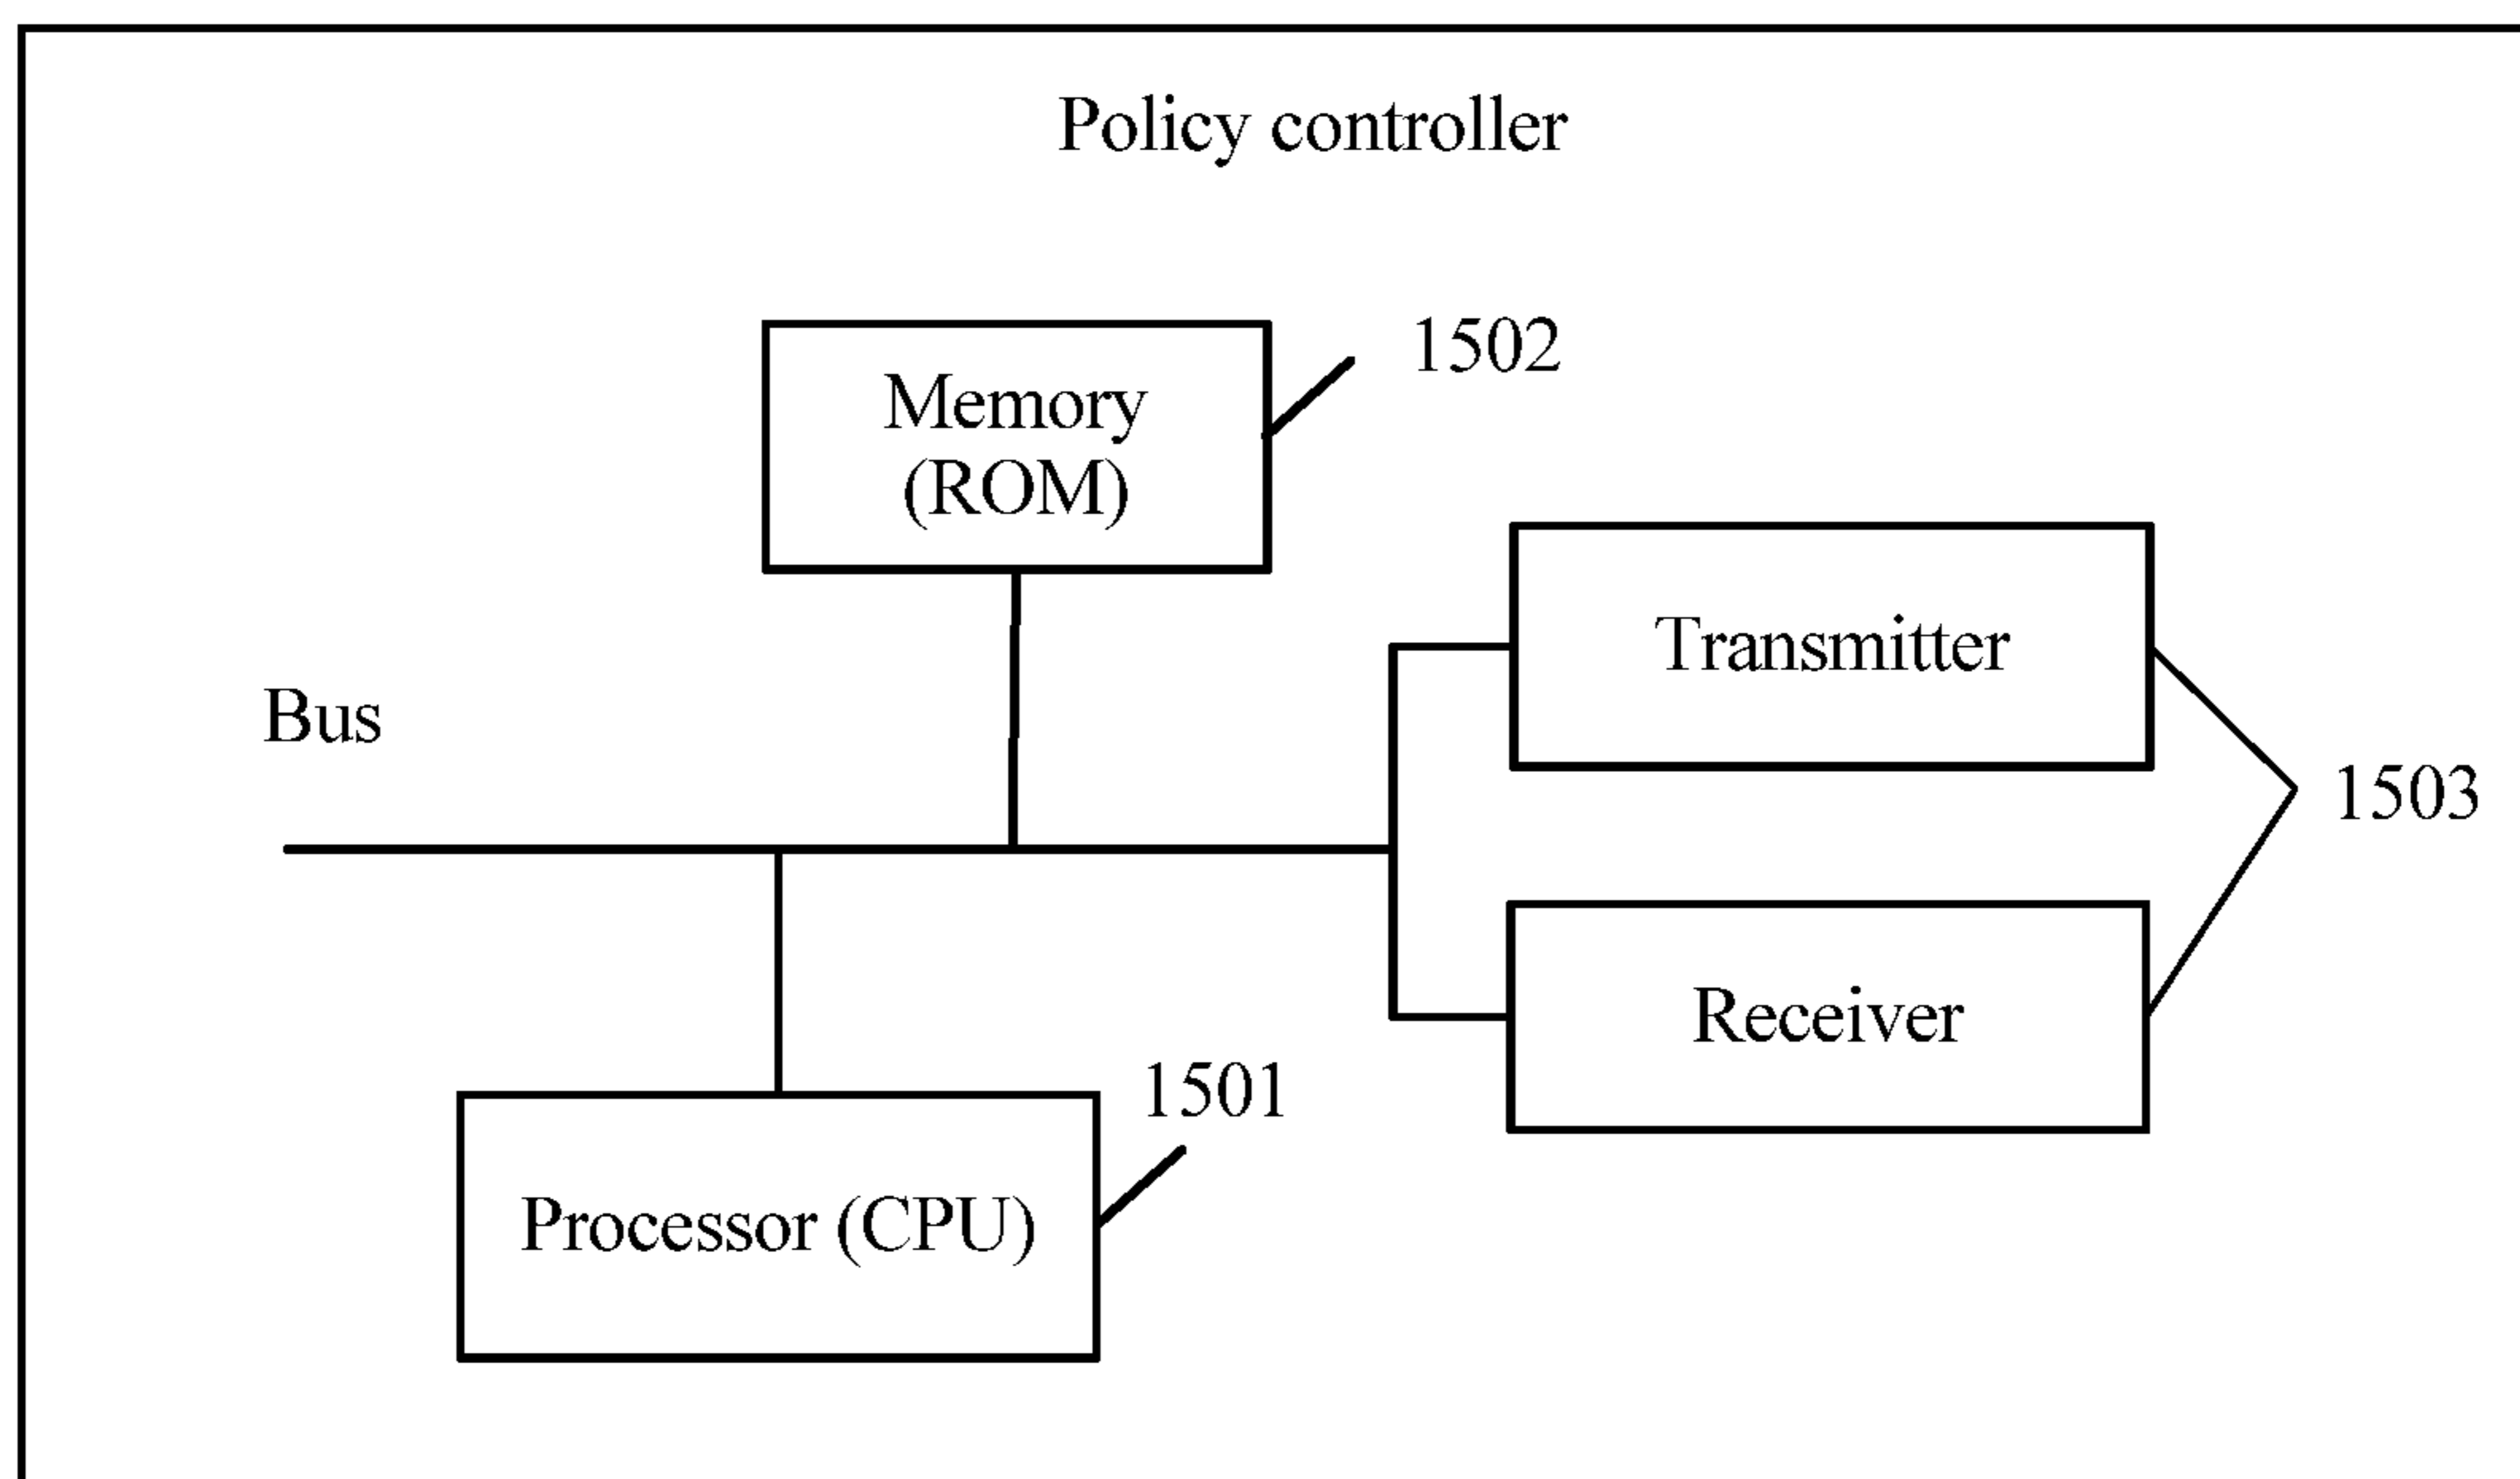 Policy controller
1502
Memory
(ROM)
Transmitter
Bus
1503
Receiver
1501
Processor (CPU)